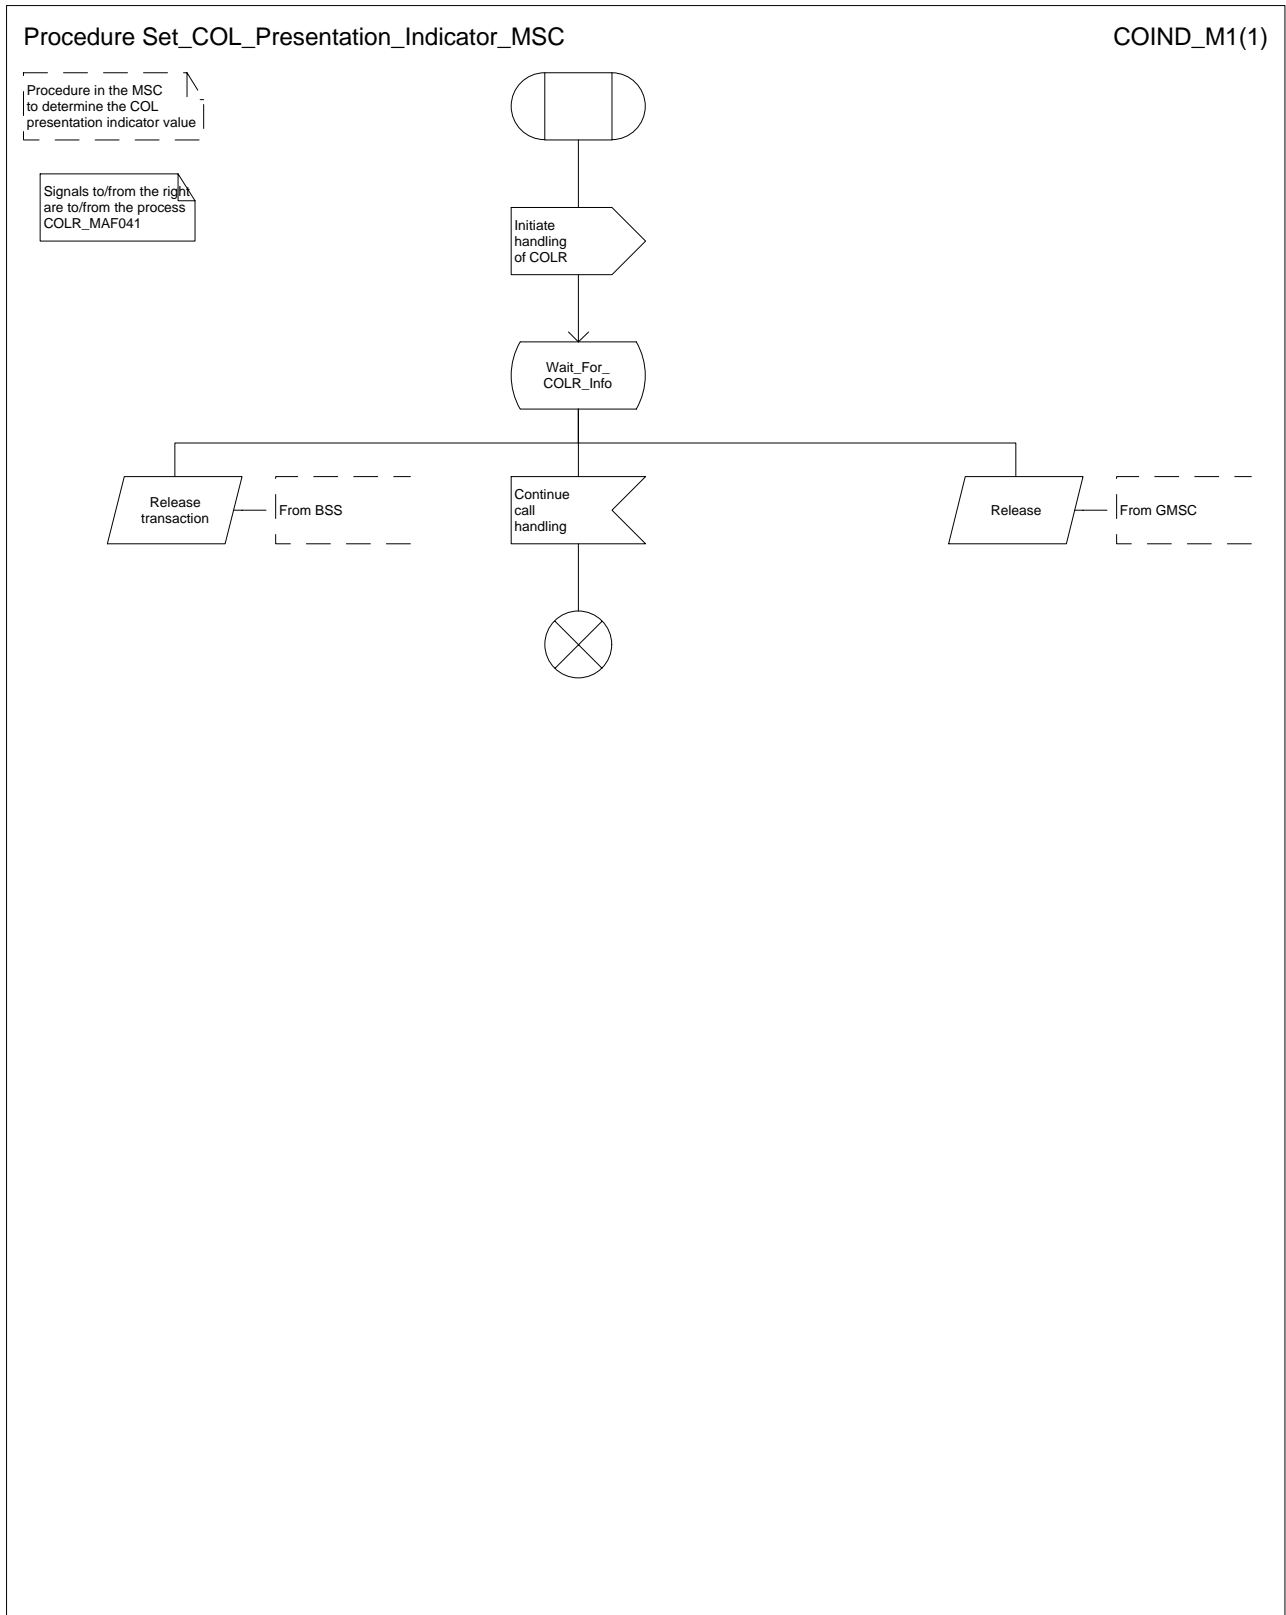 Procedure Set_COL_Presentation_Indicator_MSC
COIND_M1(1)
Procedure in the MSC
to determine the COL
presentation indicator value
Signals to/from the right
are to/from the process
COLR_MAF041
Initiate
handling
of COLR
Wait_For_
COLR_Info
Release
transaction
From BSS
Continue
call
handling
Release
From GMSC